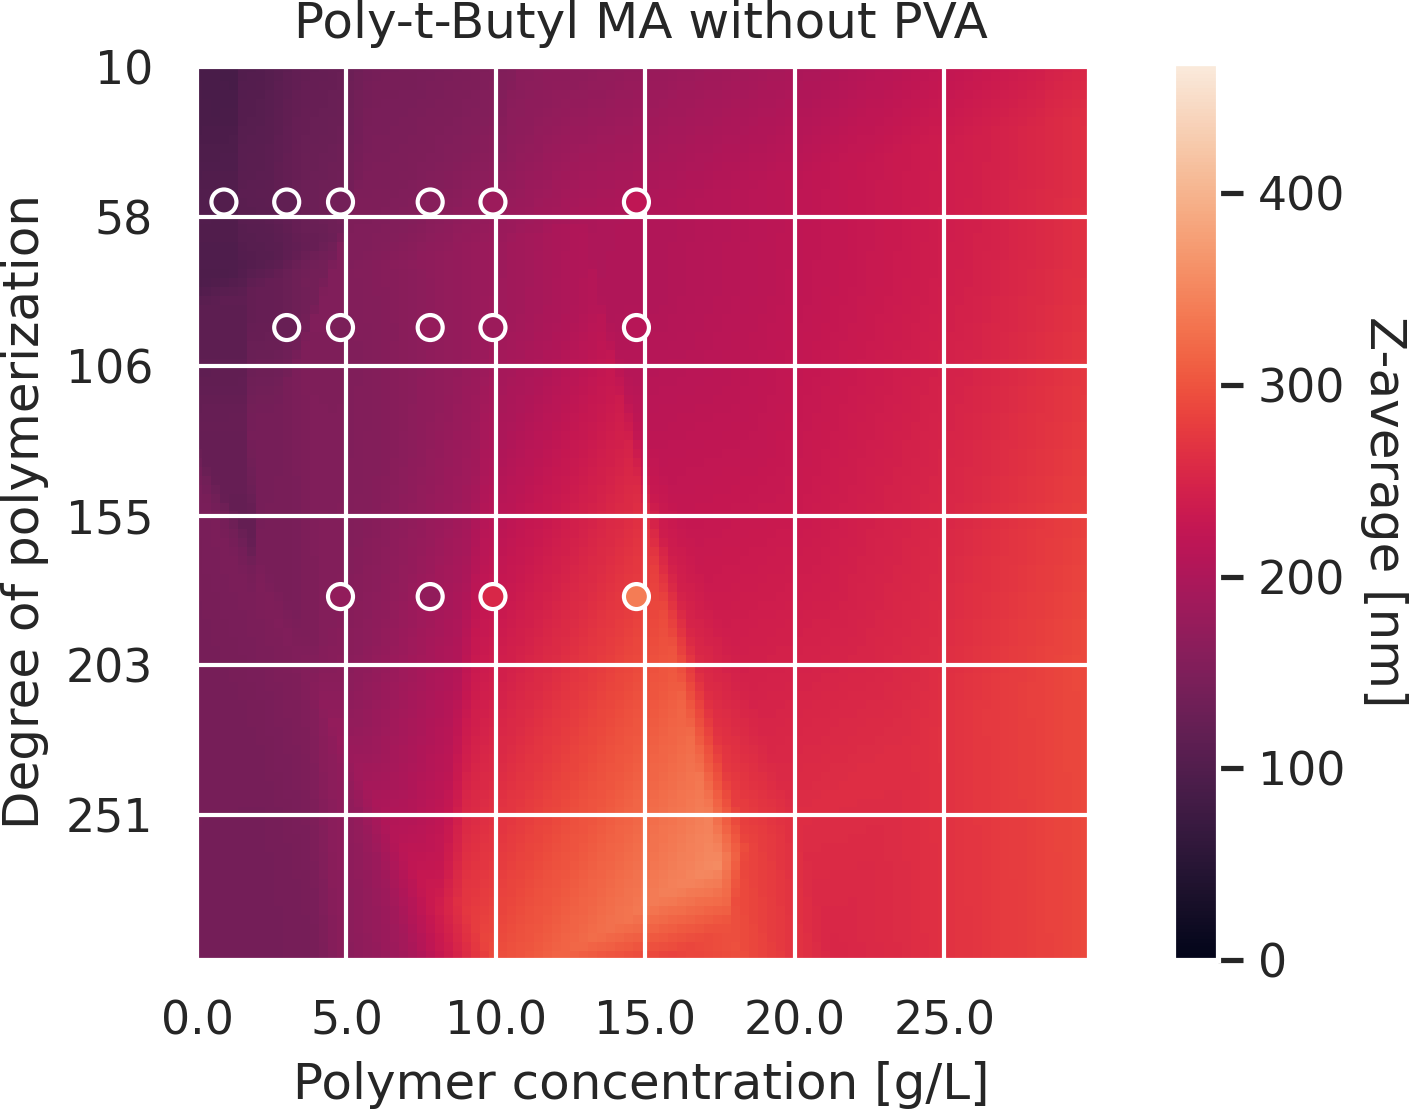 Poly-t-Butyl MA without PVA
10
58
106
155
203
251
Degree of polymerization
0.0 5.0 10.0 15.0 20.0 25.0
Polymer concentration [g/L]
400
300
200
100
0
Z-average [nm]